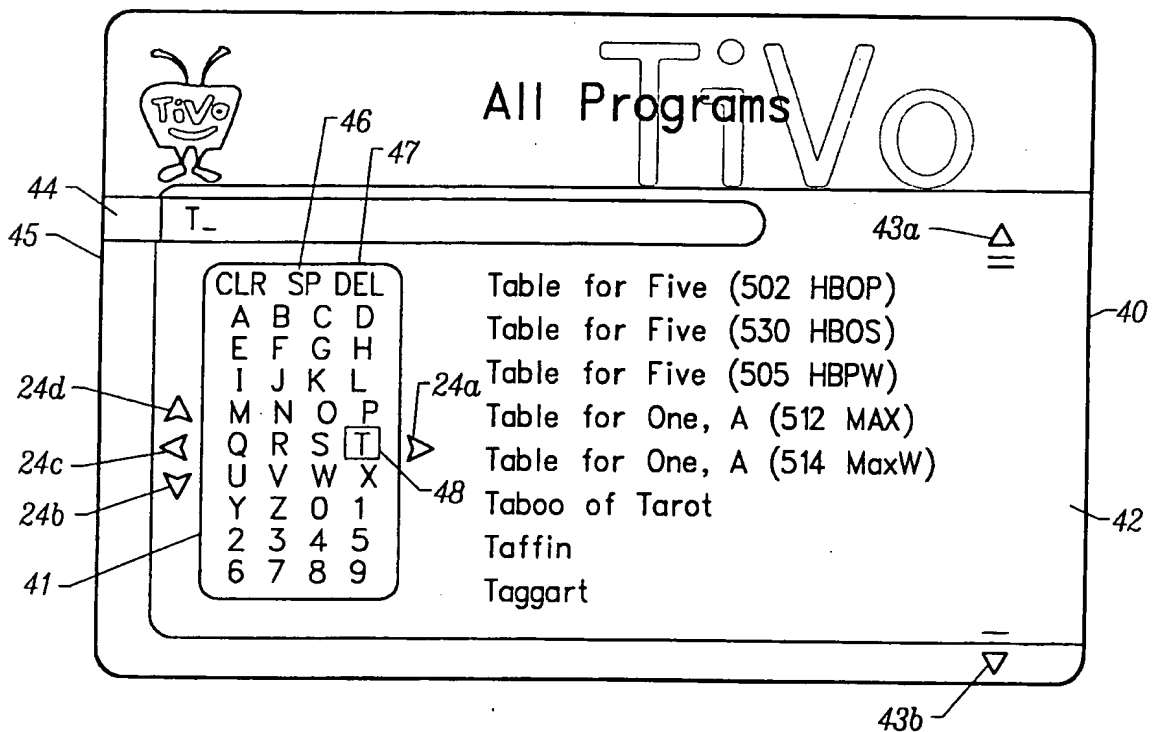 TiVo
All Programs
TiVo
46
47
44
45
T_
43a
CLR SP DEL
A B C D
E F G H
I J K L
M N O P
Q R S T
U V W X
Y Z 0 1
2 3 4 5
6 7 8 9
Table for Five (502 HBOP)
Table for Five (530 HBOS)
Table for Five (505 HBPW)
Table for One, A (512 MAX)
Table for One, A (514 MaxW)
Taboo of Tarot
Taffin
Taggart
40
24d
24a
24c
48
24b
42
41
43b